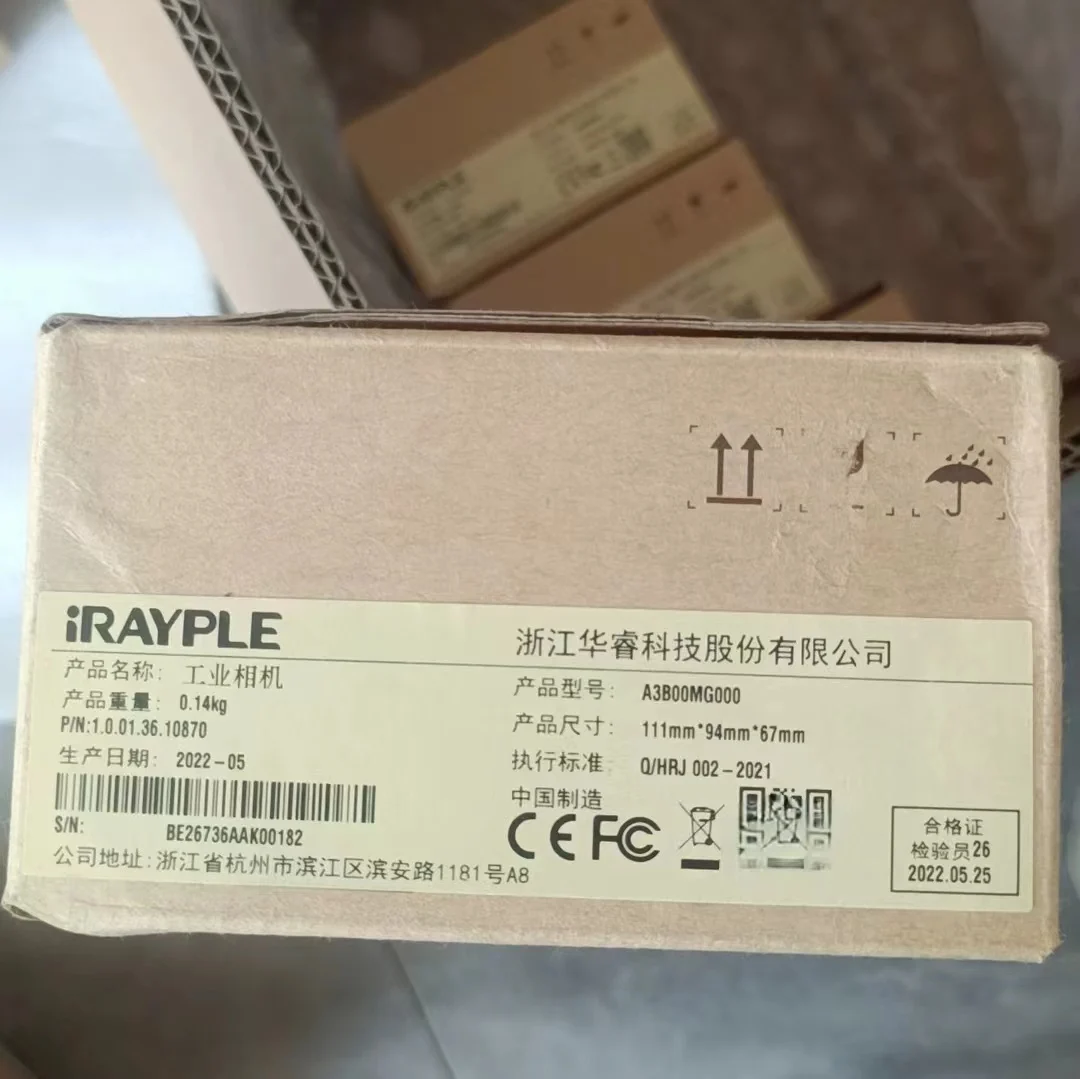 iRAYPLE
iRAYPLE
浙江华睿科技股份有限公司
产品名称: 工业相机
产品重量: 0.14kg
P/N:1.0.01.36.10870
生产日期: 2022-05
S/N: BE26736AAK00182
公司地址:浙江省杭州市滨江区滨安路1181号A8
产品型号: A3B00MG000
产品尺寸: 111mm*94mm*67mm
执行标准: Q/HRJ 002-2021
中国制造
CE FC
合格证
检验员26
2022.05.25